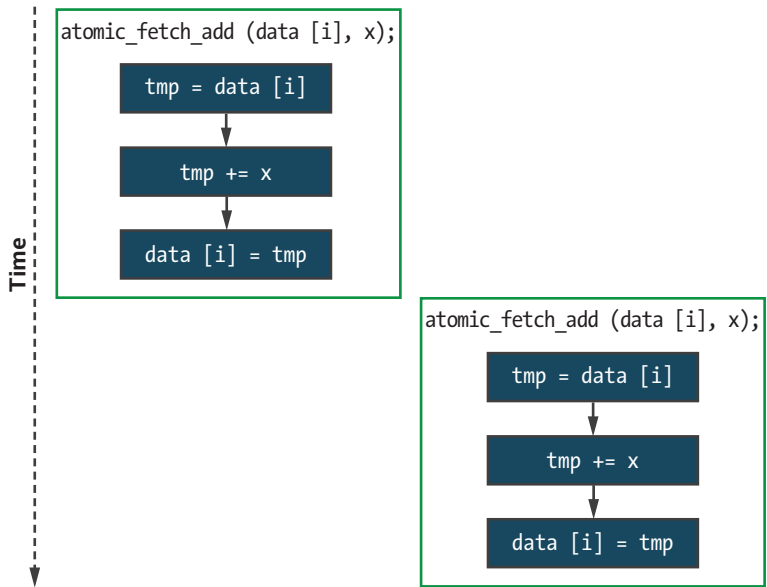 atomic_fetch_add (data [i], x);
tmp = data [i]
tmp += x
data [i] = tmp
Time
atomic_fetch_add (data [i], x);
tmp = data [i]
tmp += x
data [i] = tmp